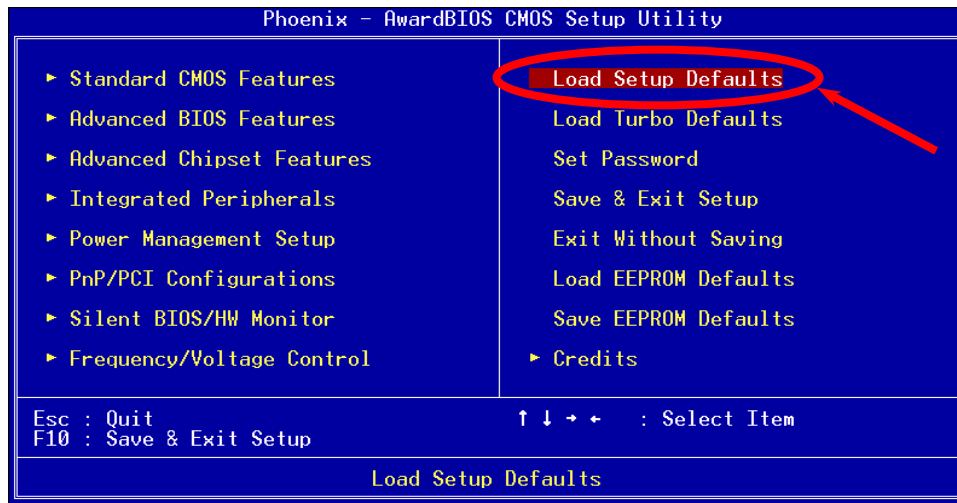 Phoenix - AwardBIOS CMOS Setup Utility
► Standard CMOS Features
► Advanced BIOS Features
► Advanced Chipset Features
► Integrated Peripherals
► Power Management Setup
► PnP/PCI Configurations
► Silent BIOS/HW Monitor
► Frequency/Voltage Control
Load Setup Defaults
Load Turbo Defaults
Set Password
Save & Exit Setup
Exit Without Saving
Load EEPROM Defaults
Save EEPROM Defaults
► Credits
Esc : Quit
F10 : Save & Exit Setup
↑ ↓ → ← : Select Item
Load Setup Defaults